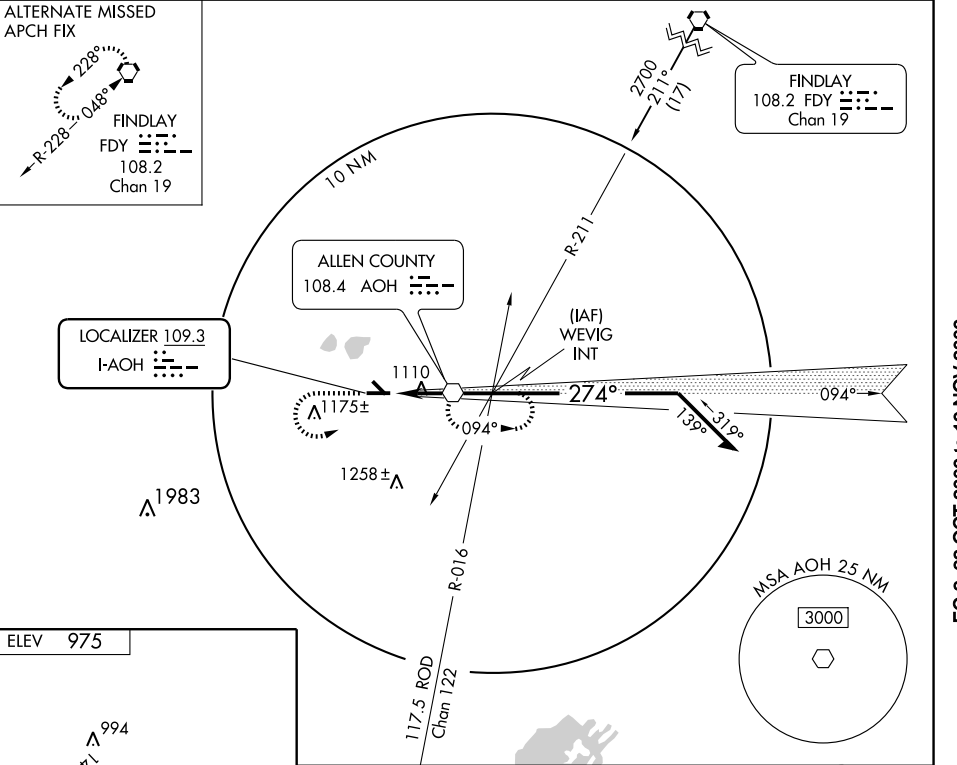 ALTERNATE MISSED
APCH FIX
228°
048°
R-228
FINDLAY
FDY
108.2
Chan 19
2700
211°
(17)
FINDLAY
108.2 FDY
Chan 19
10 NM
R-211
ALLEN COUNTY
108.4 AOH
(IAF)
WEVIG
INT
LOCALIZER 109.3
I-AOH
1110
1175±
274°
094°
094°
139°
319°
1258±
1983
R-016
117.5 ROD
Chan 122
MSA AOH 25 NM
3000
ELEV 975
994